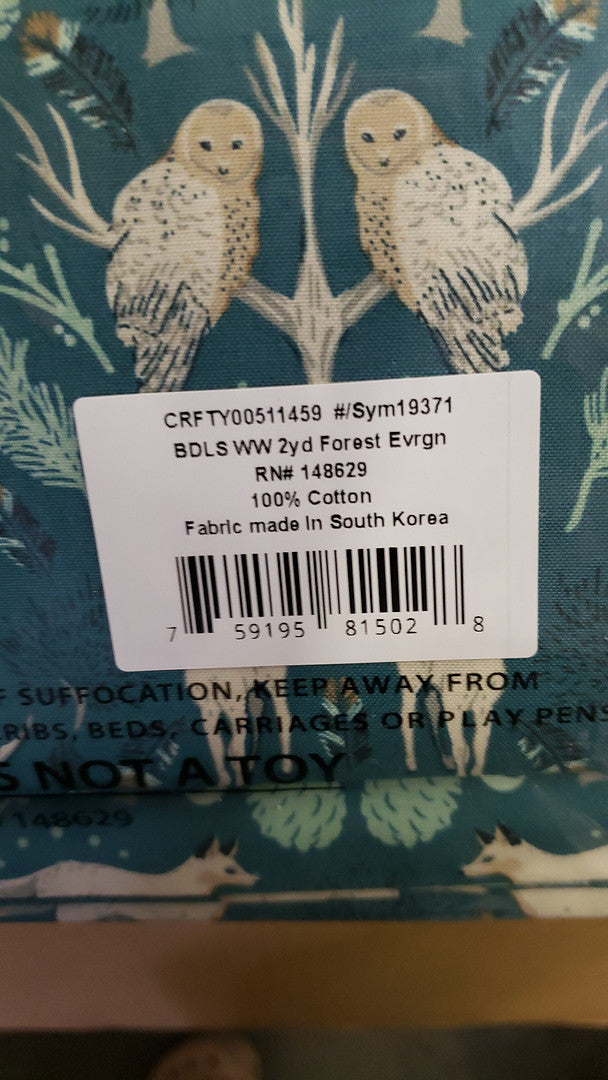 CRFTY00511459 #/Sym19371
BDLS WW 2yd Forest Evrgn
RN# 148629
100% Cotton
Fabric made In South Korea
7 59195 81502 8
SUFFOCATION, KEEP AWAY FROM
BEDS, CARRIAGES OR PLAY PENS
NOT A TOY
148629